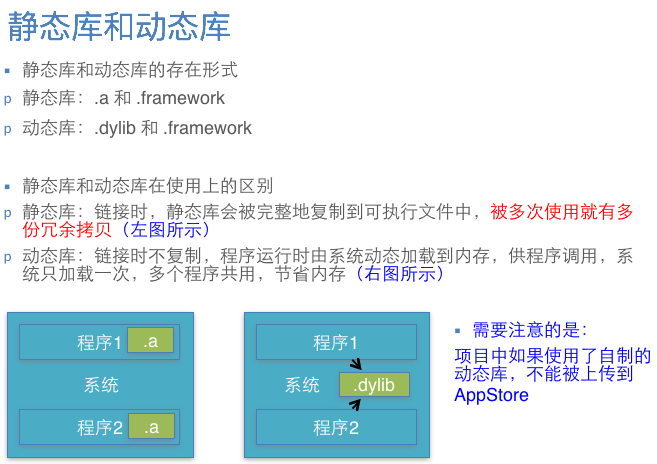 静态库和动态库
▪ 静态库和动态库的存在形式
p 静态库：.a 和 .framework
p 动态库：.dylib 和 .framework
▪ 静态库和动态库在使用上的区别
p 静态库：链接时，静态库会被完整地复制到可执行文件中，被多次使用就有多
份冗余拷贝（左图所示）
p 动态库：链接时不复制，程序运行时由系统动态加载到内存，供程序调用，系
统只加载一次，多个程序共用，节省内存（右图所示）
程序1 .a
系统
程序2 .a
程序1
系统 .dylib
程序2
▪ 需要注意的是：
项目中如果使用了自制的
动态库，不能被上传到
AppStore